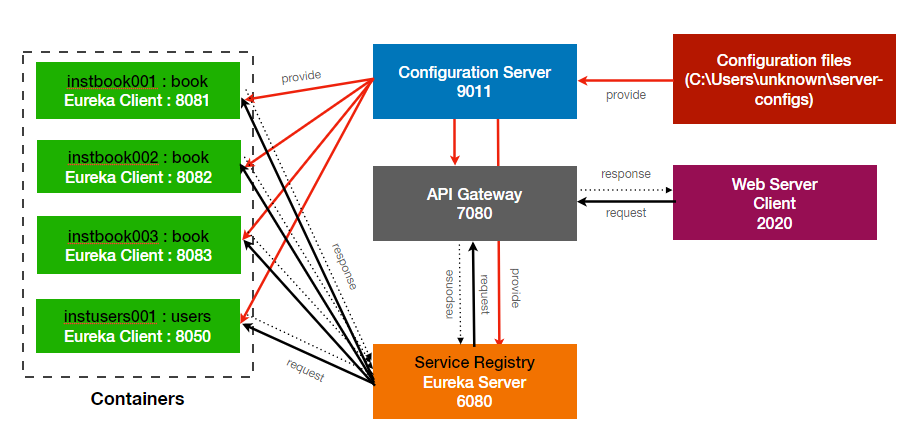 instbook001 : book
Eureka Client : 8081
instbook002 : book
Eureka Client : 8082
instbook003 : book
Eureka Client : 8083
instusers001 : users
Eureka Client : 8050
Containers
provide
response
request
Configuration Server
9011
API Gateway
7080
response
request
provide
Service Registry
Eureka Server
6080
provide
Configuration files
(C:\Users\unknown\server-
configs)
response
request
Web Server
Client
2020